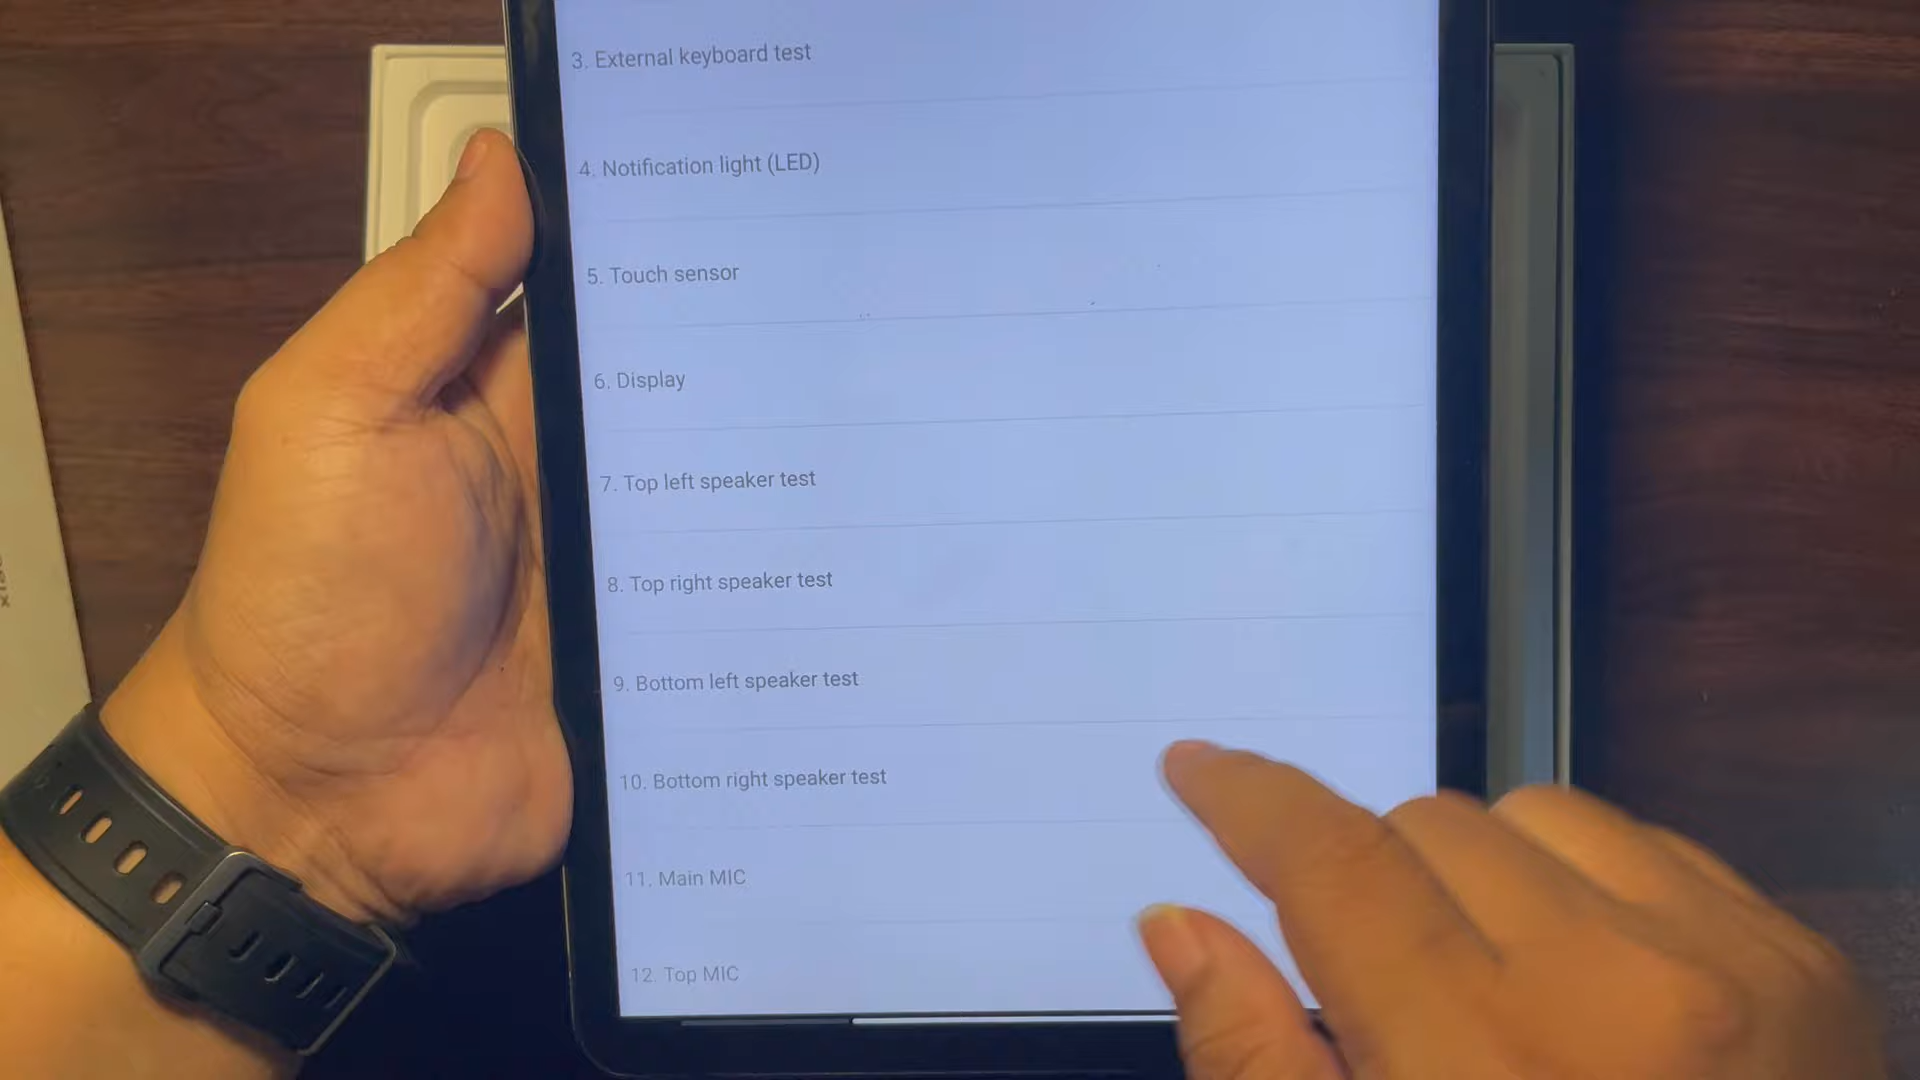 3. External keyboard test
4. Notification light (LED)
5. Touch sensor
6. Display
7. Top left speaker test
8. Top right speaker test
9. Bottom left speaker test
10. Bottom right speaker test
11. Main MIC
12. Top MIC